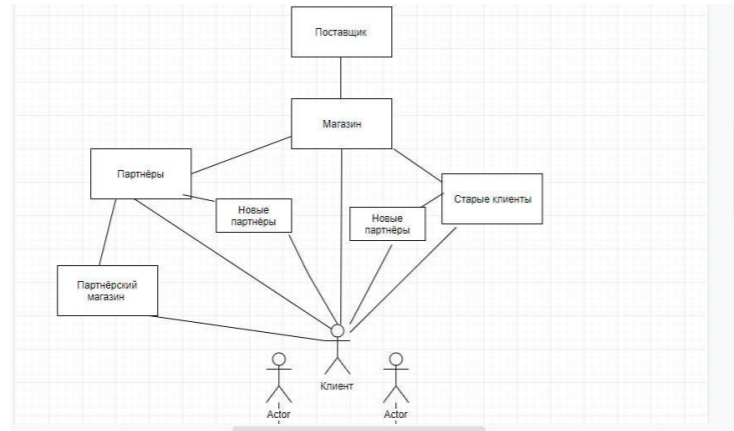 Поставщик
Магазин
Партнёры
Старые клиенты
Новые
партнёры
Новые
партнёры
Партнёрский
магазин
Клиент
Actor
Actor